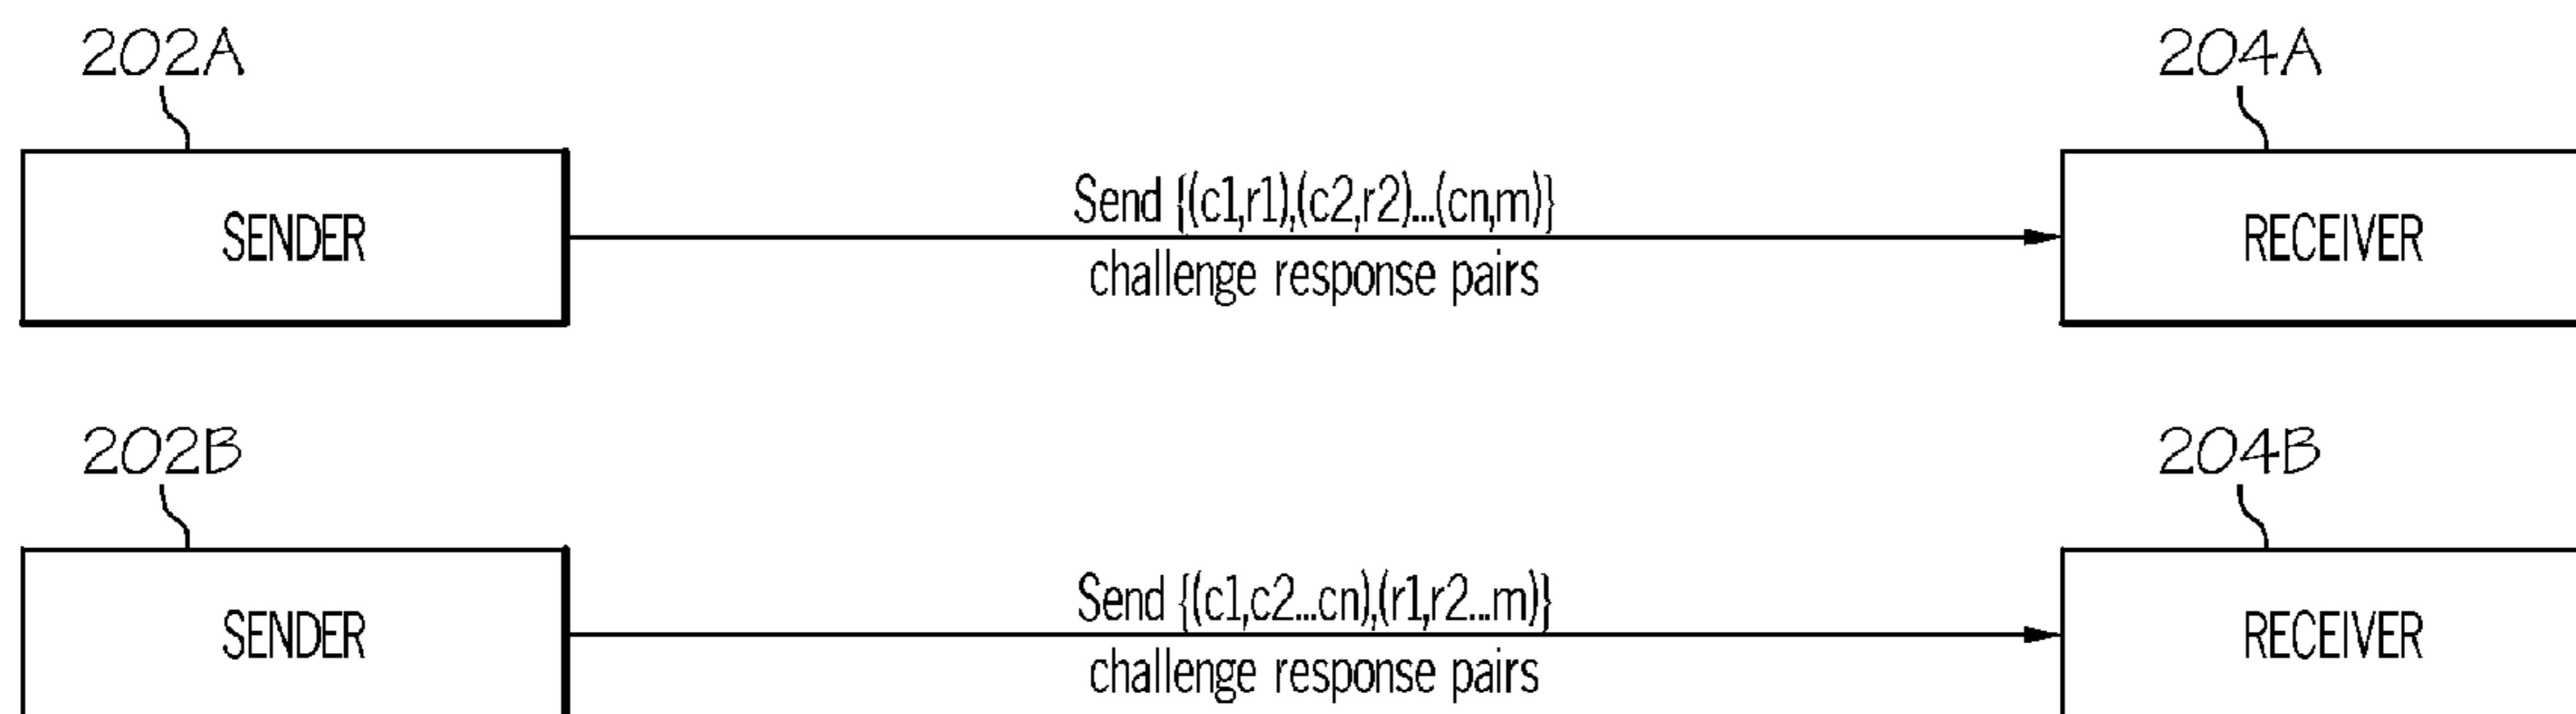 202A
204A
SENDER
Send {(c1,r1),(c2,r2)...(cn,rn)}
challenge response pairs
RECEIVER
202B
204B
SENDER
Send {(c1,c2...cn),(r1,r2...rn)}
challenge response pairs
RECEIVER